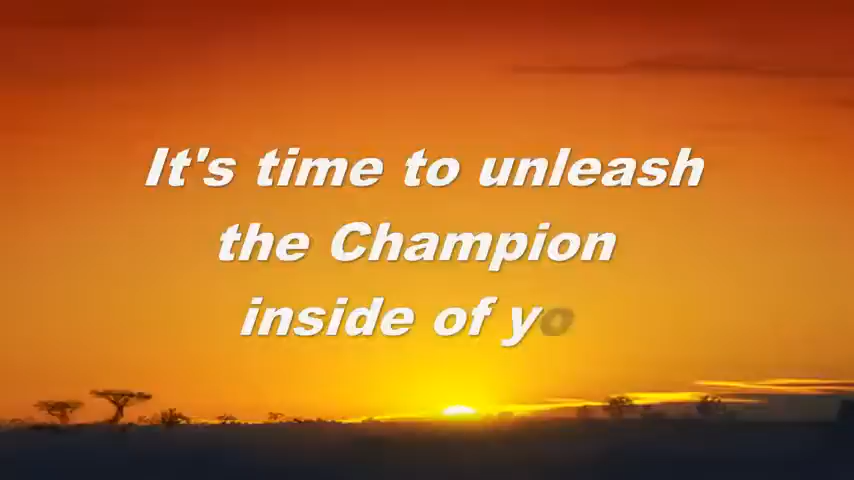 It's time to unleash
the Champion
inside of yo